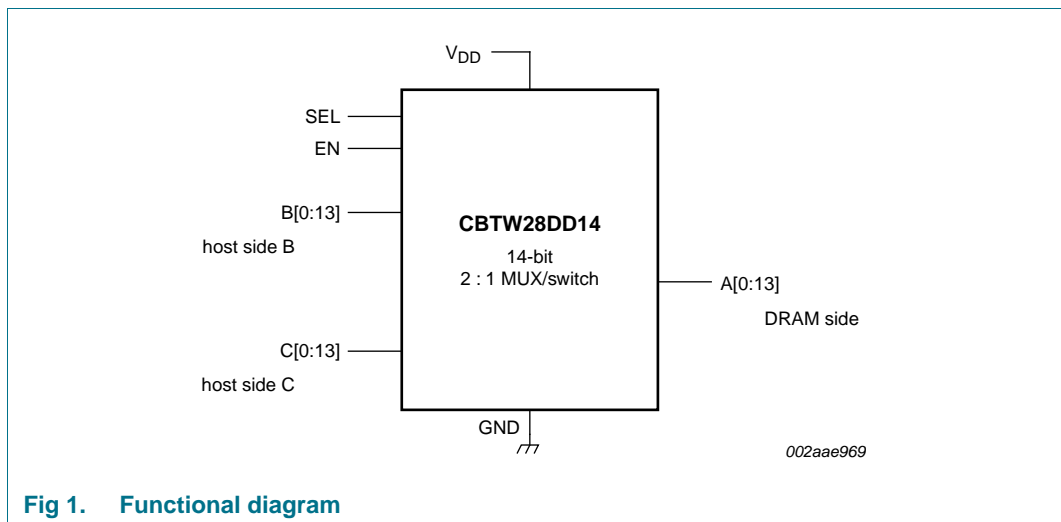 VDD
SEL
EN
B[0:13]
host side B
CBTW28DD14
14-bit
2 : 1 MUX/switch
A[0:13]
DRAM side
C[0:13]
host side C
GND
002aae969
Fig 1. Functional diagram